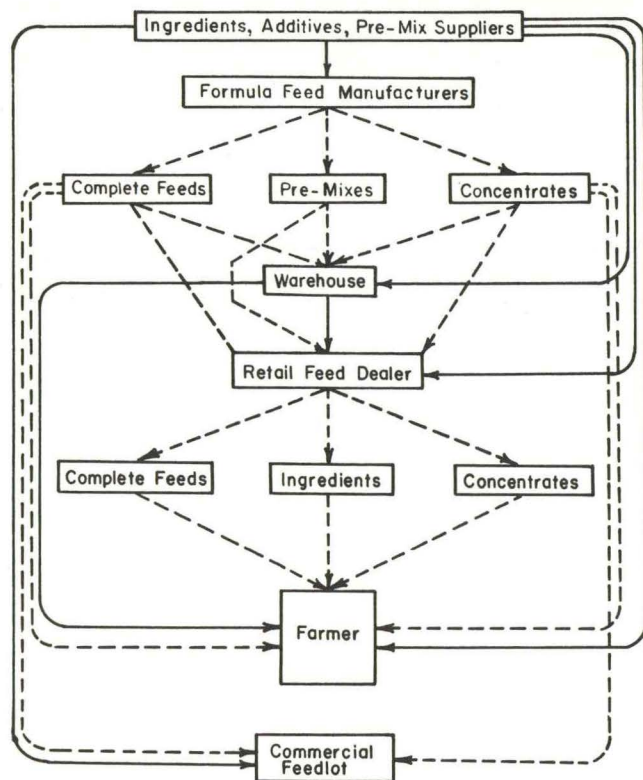 Ingredients, Additives, Pre-Mix Suppliers
Formula Feed Manufacturers
Complete Feeds
Pre-Mixes
Concentrates
Warehouse
Retail Feed Dealer
Complete Feeds
Ingredients
Concentrates
Farmer
Commercial
Feedlot